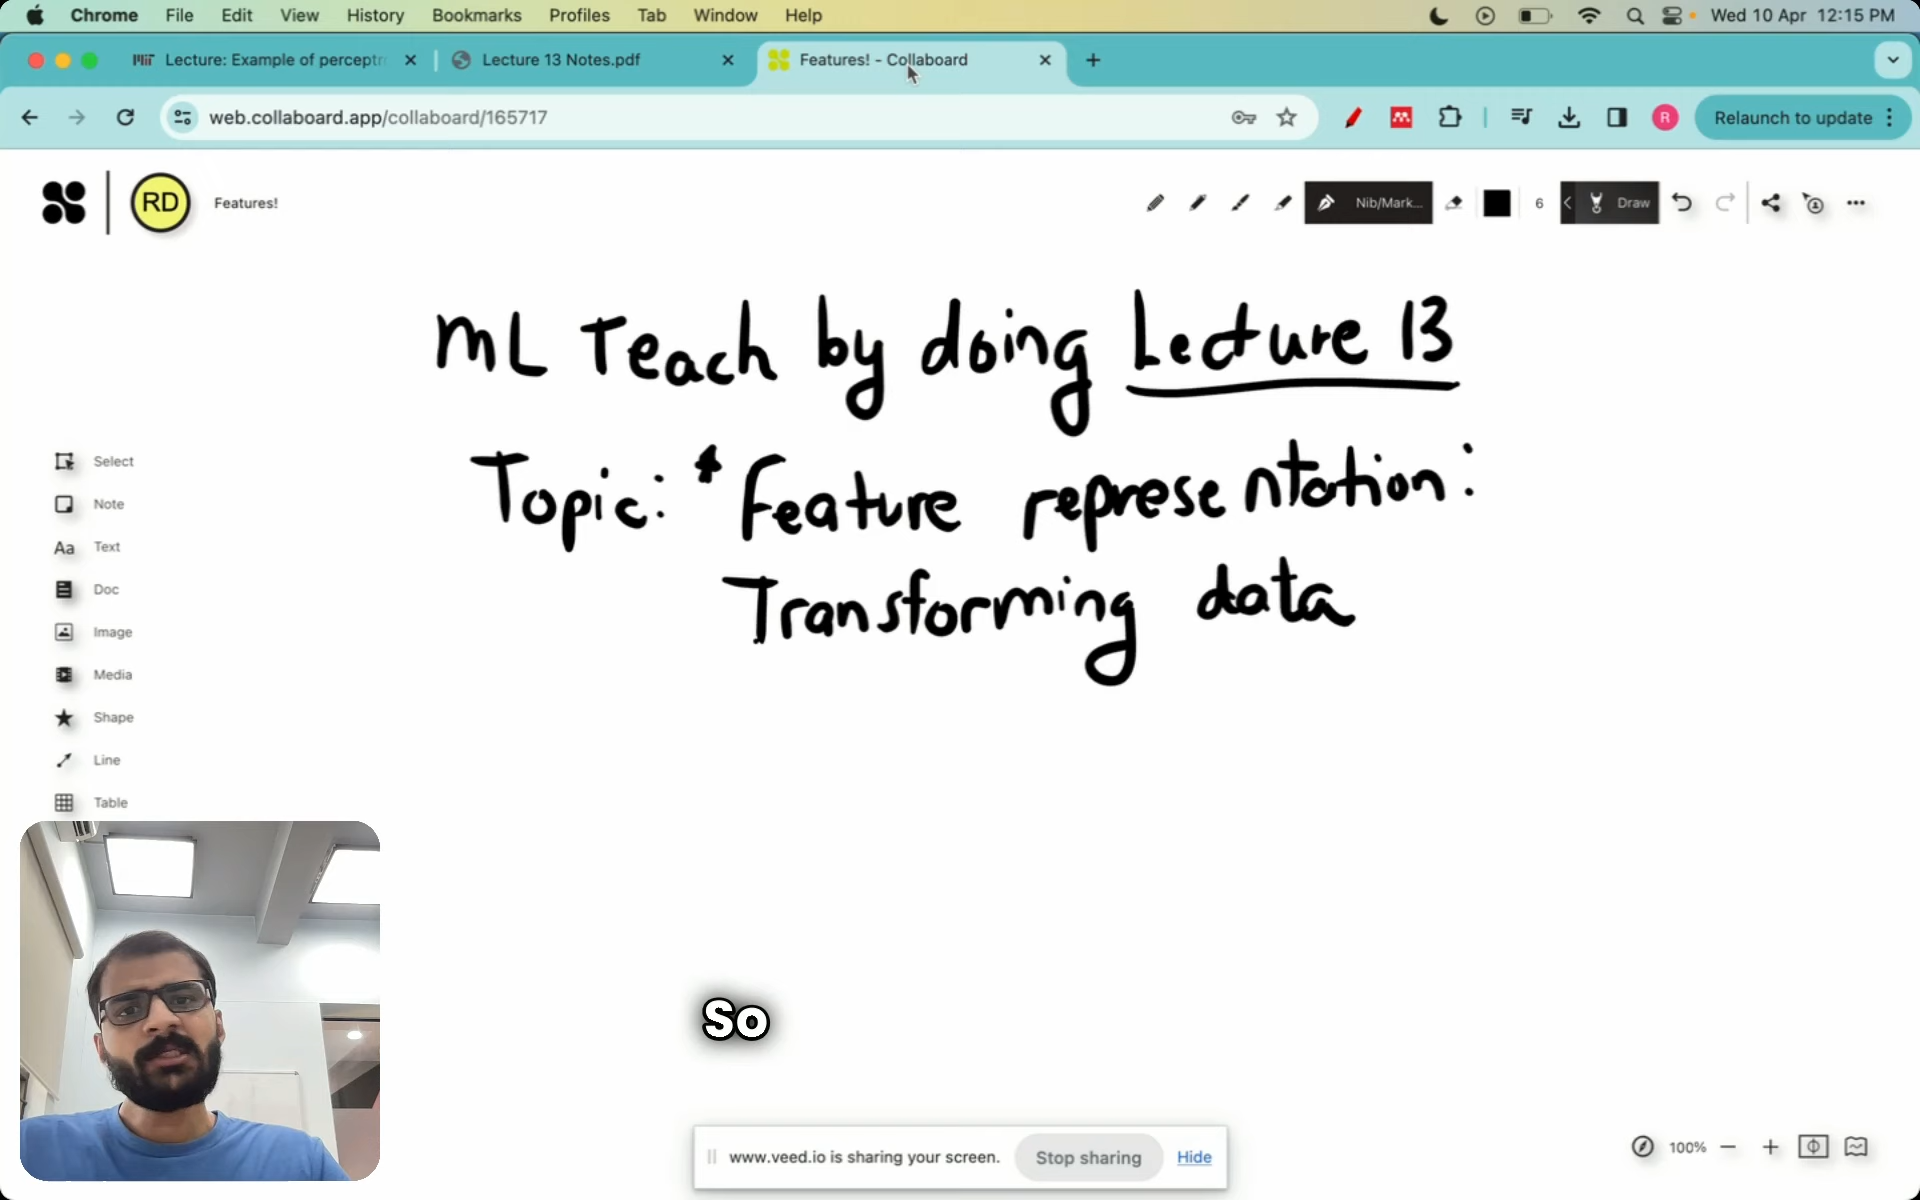 Chrome File Edit View History Bookmarks Profiles Tab Window Help Wed 10 Apr 12:15 PM
Lecture: Example of perceptr Lecture 13 Notes.pdf Features! - Collaboard
web.collaboard.app/collaboard/165717 R Relaunch to update
RD Features! Nib/Mark... 6 Draw
ML Teach by doing Lecture 13
Topic: * Feature representation:
Transforming data
Select
Note
Aa Text
Doc
Image
Media
Shape
Line
Table
So
www.veed.io is sharing your screen. Stop sharing Hide
100%